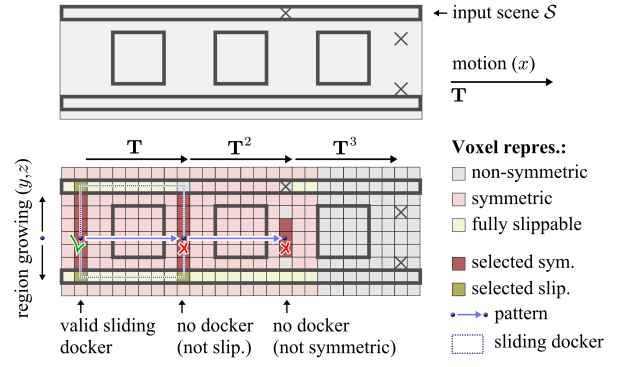 input scene S
motion (x)
T
T
T²
T³
region growing (y,z)
Voxel repres.:
non-symmetric
symmetric
fully slippable
selected sym.
selected slip.
pattern
sliding docker
valid sliding
docker
no docker
(not slip.)
no docker
(not symmetric)